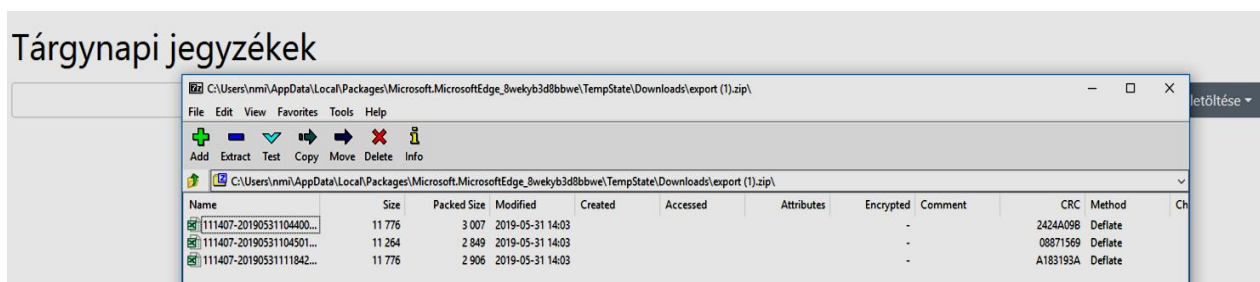 Tárgynapi jegyzékek
C:\Users\nmi\AppData\Local\Packages\Microsoft.MicrosoftEdge_8wekyb3d8bbwe\TempState\Downloads\export (1).zip\
letöltése
File Edit View Favorites Tools Help
Add Extract Test Copy Move Delete Info
C:\Users\nmi\AppData\Local\Packages\Microsoft.MicrosoftEdge_8wekyb3d8bbwe\TempState\Downloads\export (1).zip\
Name Size Packed Size Modified Created Accessed Attributes Encrypted Comment CRC Method Ch
111407-20190531104400... 11 776 3 007 2019-05-31 14:03 - 2424A09B Deflate
111407-20190531104501... 11 264 2 849 2019-05-31 14:03 - 08871569 Deflate
111407-20190531111842... 11 776 2 906 2019-05-31 14:03 - A183193A Deflate